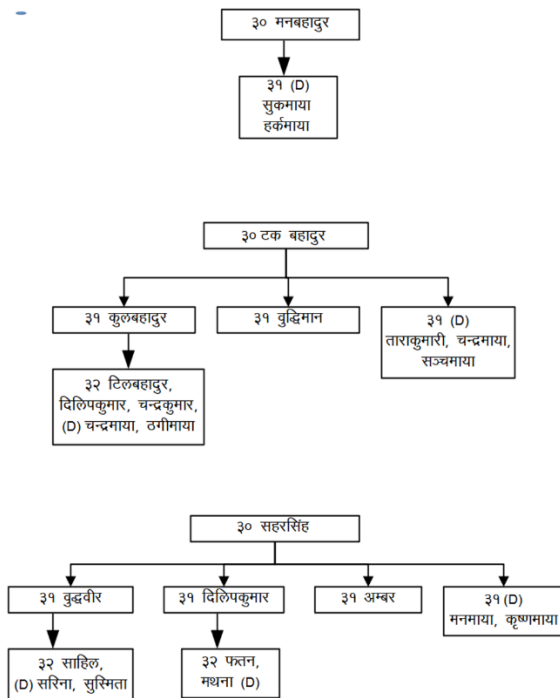 ३० मनबहादुर
३१ (D)
सुकमाया
हर्कमाया
३० टक बहादुर
३१ कुलबहादुर
३१ वुद्धिमान
३१ (D)
ताराकुमारी, चन्द्रमाया,
सञ्चमाया
३२ टिलबहादुर,
दिलिपकुमार, चन्द्रकुमार,
(D) चन्द्रमाया, ठगीमाया
३० सहरसिंह
३१ वुद्धवीर
३१ दिलिपकुमार
३१ अम्बर
३१ (D)
मनमाया, कृष्णमाया
३२ साहिल,
(D) सरिना, सुस्मिता
३२ फतन,
मथना (D)